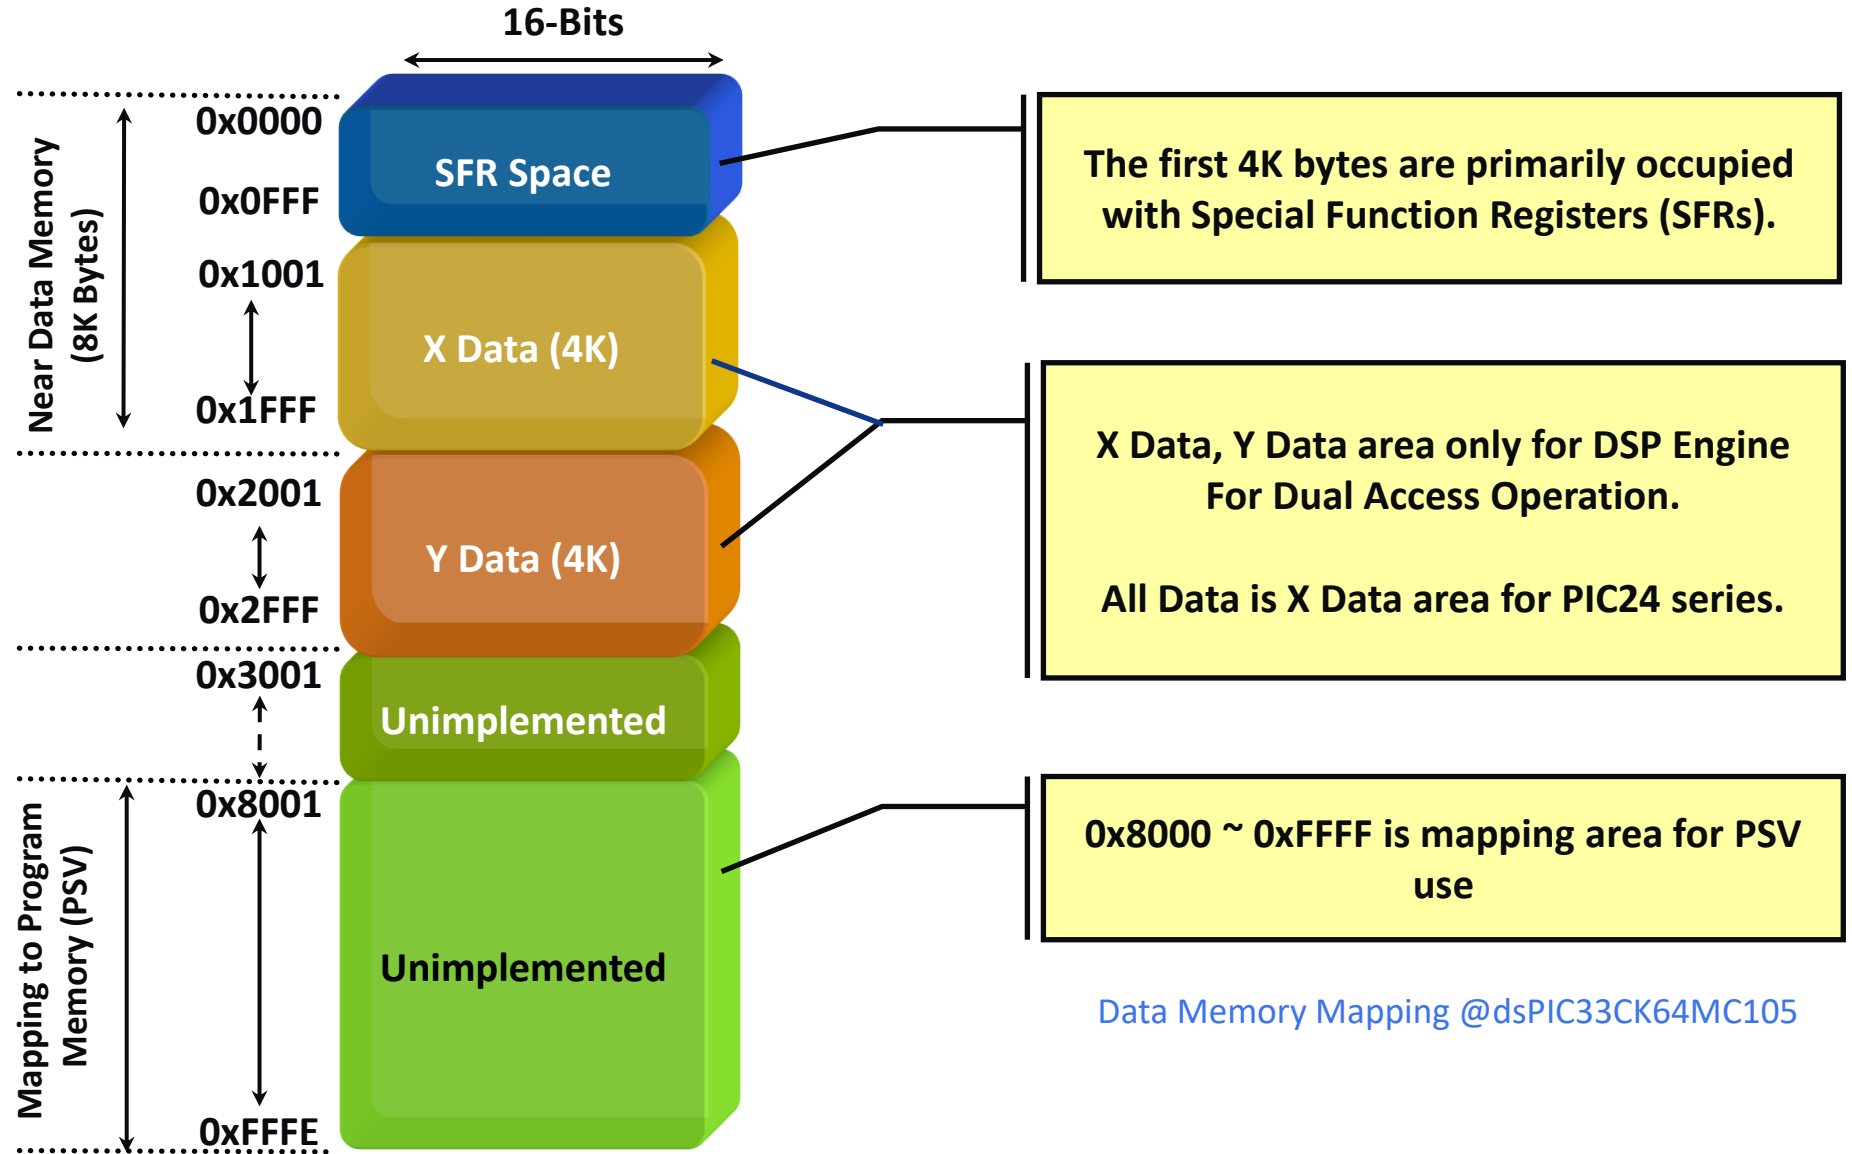 16-Bits
Near Data Memory
(8K Bytes)
0x0000
SFR Space
0x0FFF
0x1001
X Data (4K)
0x1FFF
0x2001
Y Data (4K)
0x2FFF
0x3001
Unimplemented
Mapping to Program
Memory (PSV)
0x8001
Unimplemented
0xFFFE
The first 4K bytes are primarily occupied
with Special Function Registers (SFRs).
X Data, Y Data area only for DSP Engine
For Dual Access Operation.
All Data is X Data area for PIC24 series.
0x8000 ~ 0xFFFF is mapping area for PSV
use
Data Memory Mapping @dsPIC33CK64MC105